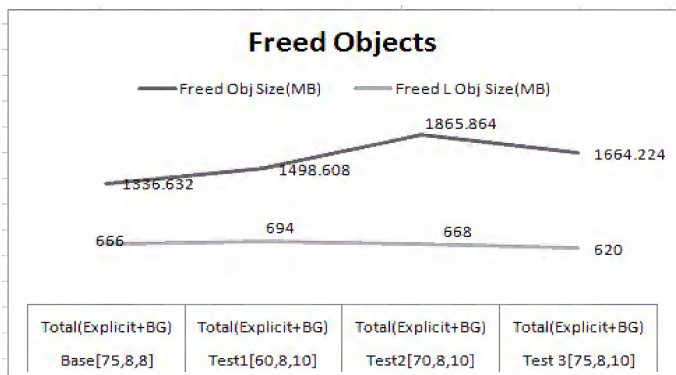 Freed Objects
Freed Obj Size(MB) Freed L Obj Size(MB)
1336.632 1498.608 1865.864 1664.224
666 694 668 620
Total(Explicit+BG) Total(Explicit+BG) Total(Explicit+BG) Total(Explicit+BG)
Base[75,8,8] Test1[60,8,10] Test2[70,8,10] Test 3[75,8,10]